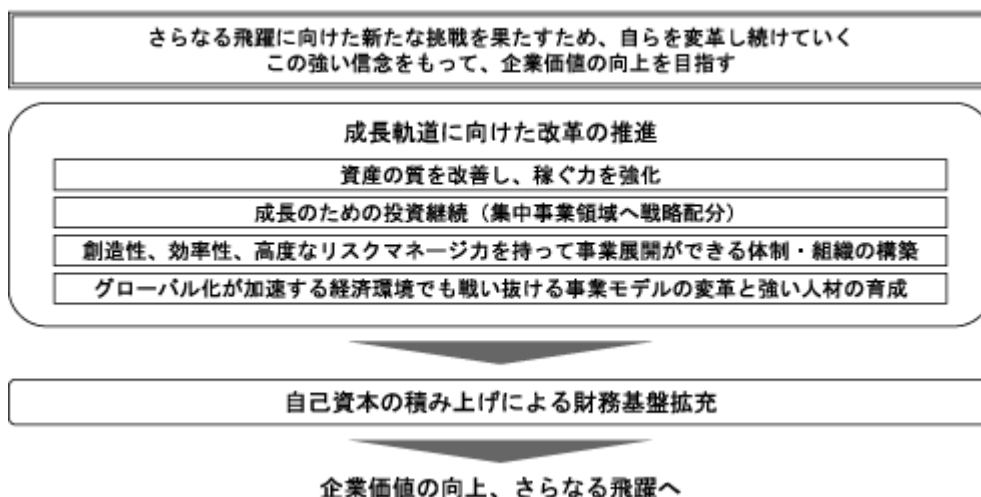 さらなる飛躍に向けた新たな挑戦を果たすため、自らを変革し続けていく
この強い信念をもって、企業価値の向上を目指す
成長軌道に向けた改革の推進
資産の質を改善し、稼ぐ力を強化
成長のための投資継続（集中事業領域へ戦略配分）
創造性、効率性、高度なリスクマネージ力を持って事業展開ができる体制・組織の構築
グローバル化が加速する経済環境でも戦い抜ける事業モデルの変革と強い人材の育成
自己資本の積み上げによる財務基盤拡充
企業価値の向上、さらなる飛躍へ